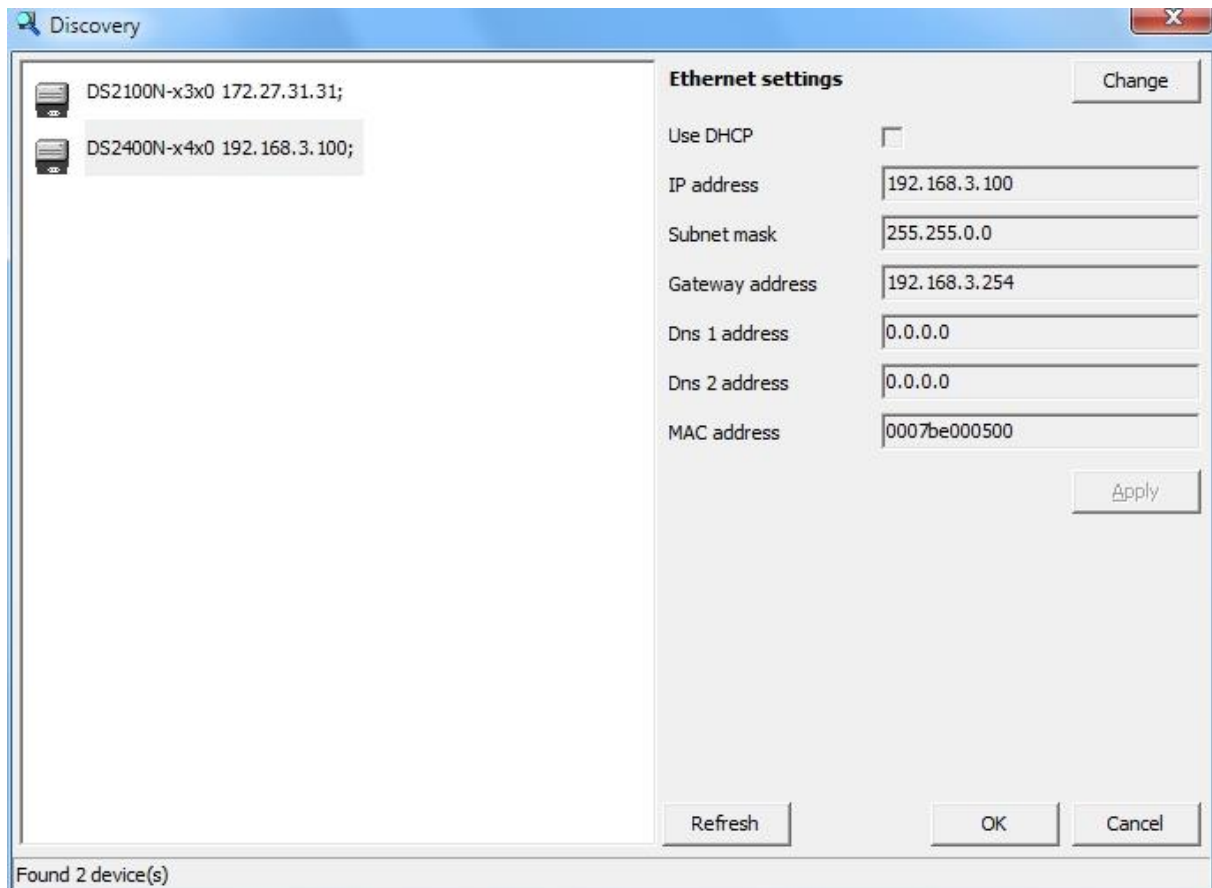 Discovery
DS2100N-x3x0 172.27.31.31;
DS2400N-x4x0 192.168.3.100;
Ethernet settings
Change
Use DHCP
IP address 192.168.3.100
Subnet mask 255.255.0.0
Gateway address 192.168.3.254
Dns 1 address 0.0.0.0
Dns 2 address 0.0.0.0
MAC address 0007be000500
Apply
Refresh OK Cancel
Found 2 device(s)